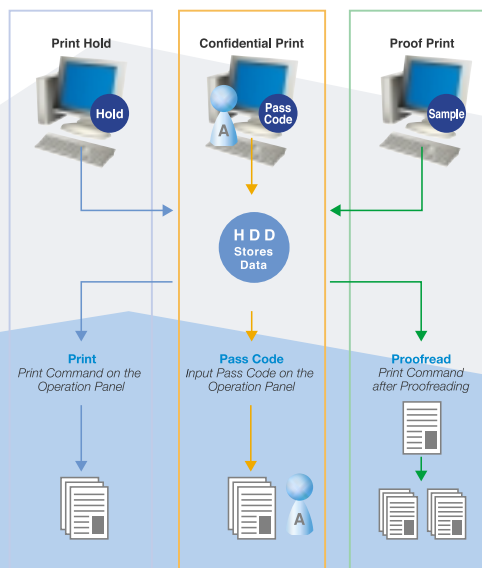 Print Hold
Hold
Confidential Print
A
Pass
Code
Proof Print
Sample
HDD
Stores
Data
Print
Print Command on the
Operation Panel
Pass Code
Input Pass Code on the
Operation Panel
A
Proofread
Print Command
after Proofreading